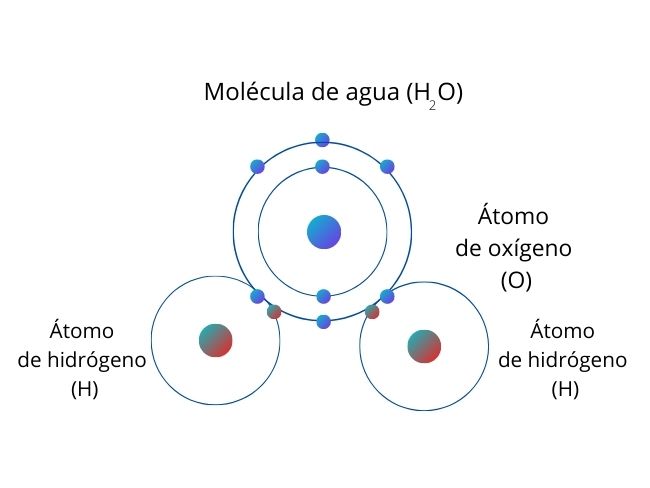 Molécula de agua (H₂O)
Átomo
de oxígeno
(O)
Átomo
de hidrógeno
(H)
Átomo
de hidrógeno
(H)